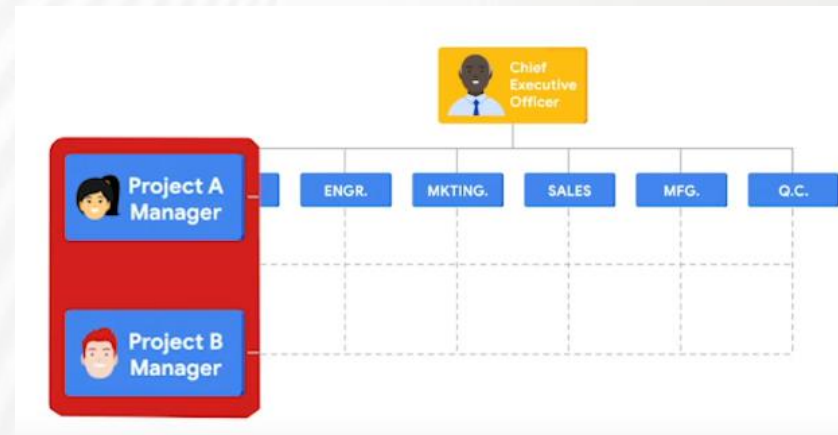 Chief
Executive
Officer
Project A
Manager
ENGR.
MKTING.
SALES
MFG.
Q.C.
Project B
Manager